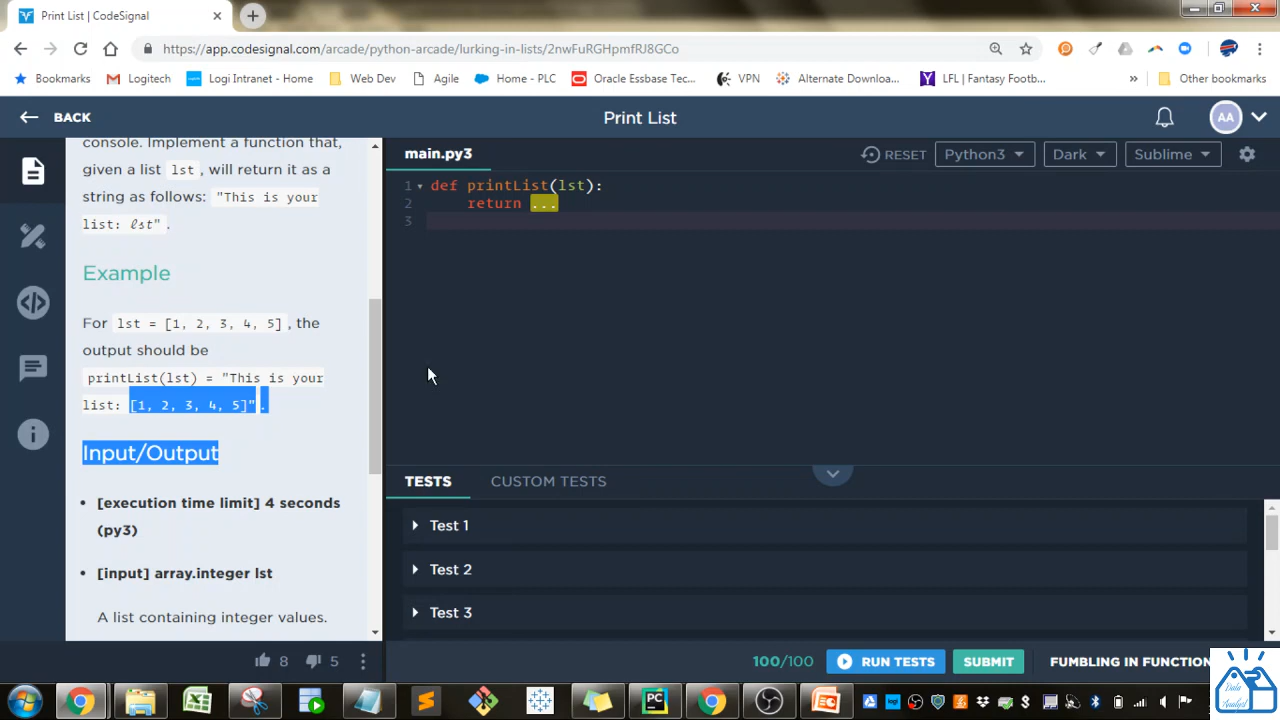 Print List | CodeSignal
https://app.codesignal.com/arcade/python-arcade/lurking-in-lists/2nwFuRGHpmfRJ8GCo
Bookmarks Logitech Logi Intranet - Home Web Dev Agile Home - PLC Oracle Essbase Tec... VPN Alternate Downloa... LFL | Fantasy Footb... » Other bookmarks
BACK Print List AA
console. Implement a function that,
given a list lst, will return it as a
string as follows: "This is your
list: lst".
Example
For lst = [1, 2, 3, 4, 5], the
output should be
printList(lst) = "This is your
list: [1, 2, 3, 4, 5]".
Input/Output
• [execution time limit] 4 seconds
(py3)
• [input] array.integer lst
A list containing integer values.
8 5
main.py3 RESET Python3 Dark Sublime
1 def printList(lst):
2 return ...
3
TESTS CUSTOM TESTS
Test 1
Test 2
Test 3
100/100 RUN TESTS SUBMIT FUMBLING IN FUNCTION
PC
Data
Analyst